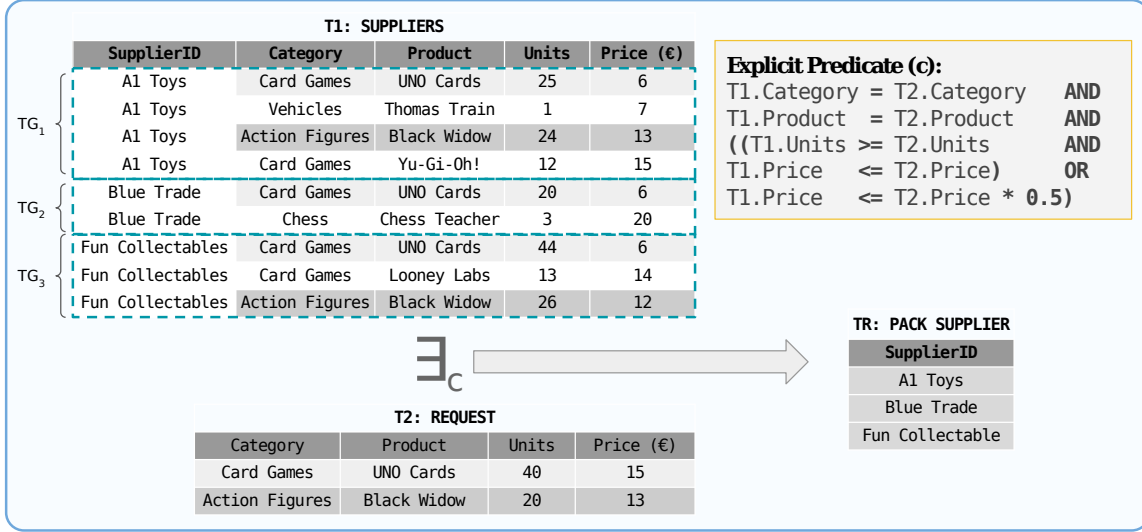 T1: SUPPLIERS
SupplierID Category Product Units Price (€)
TG1
A1 Toys Card Games UNO Cards 25 6
A1 Toys Vehicles Thomas Train 1 7
A1 Toys Action Figures Black Widow 24 13
A1 Toys Card Games Yu-Gi-Oh! 12 15
TG2
Blue Trade Card Games UNO Cards 20 6
Blue Trade Chess Chess Teacher 3 20
TG3
Fun Collectables Card Games UNO Cards 44 6
Fun Collectables Card Games Looney Labs 13 14
Fun Collectables Action Figures Black Widow 26 12
Explicit Predicate (c):
T1.Category = T2.Category AND
T1.Product = T2.Product AND
((T1.Units >= T2.Units AND
T1.Price <= T2.Price) OR
T1.Price <= T2.Price * 0.5)
∃c
TR: PACK SUPPLIER
SupplierID
A1 Toys
Blue Trade
Fun Collectable
T2: REQUEST
Category Product Units Price (€)
Card Games UNO Cards 40 15
Action Figures Black Widow 20 13